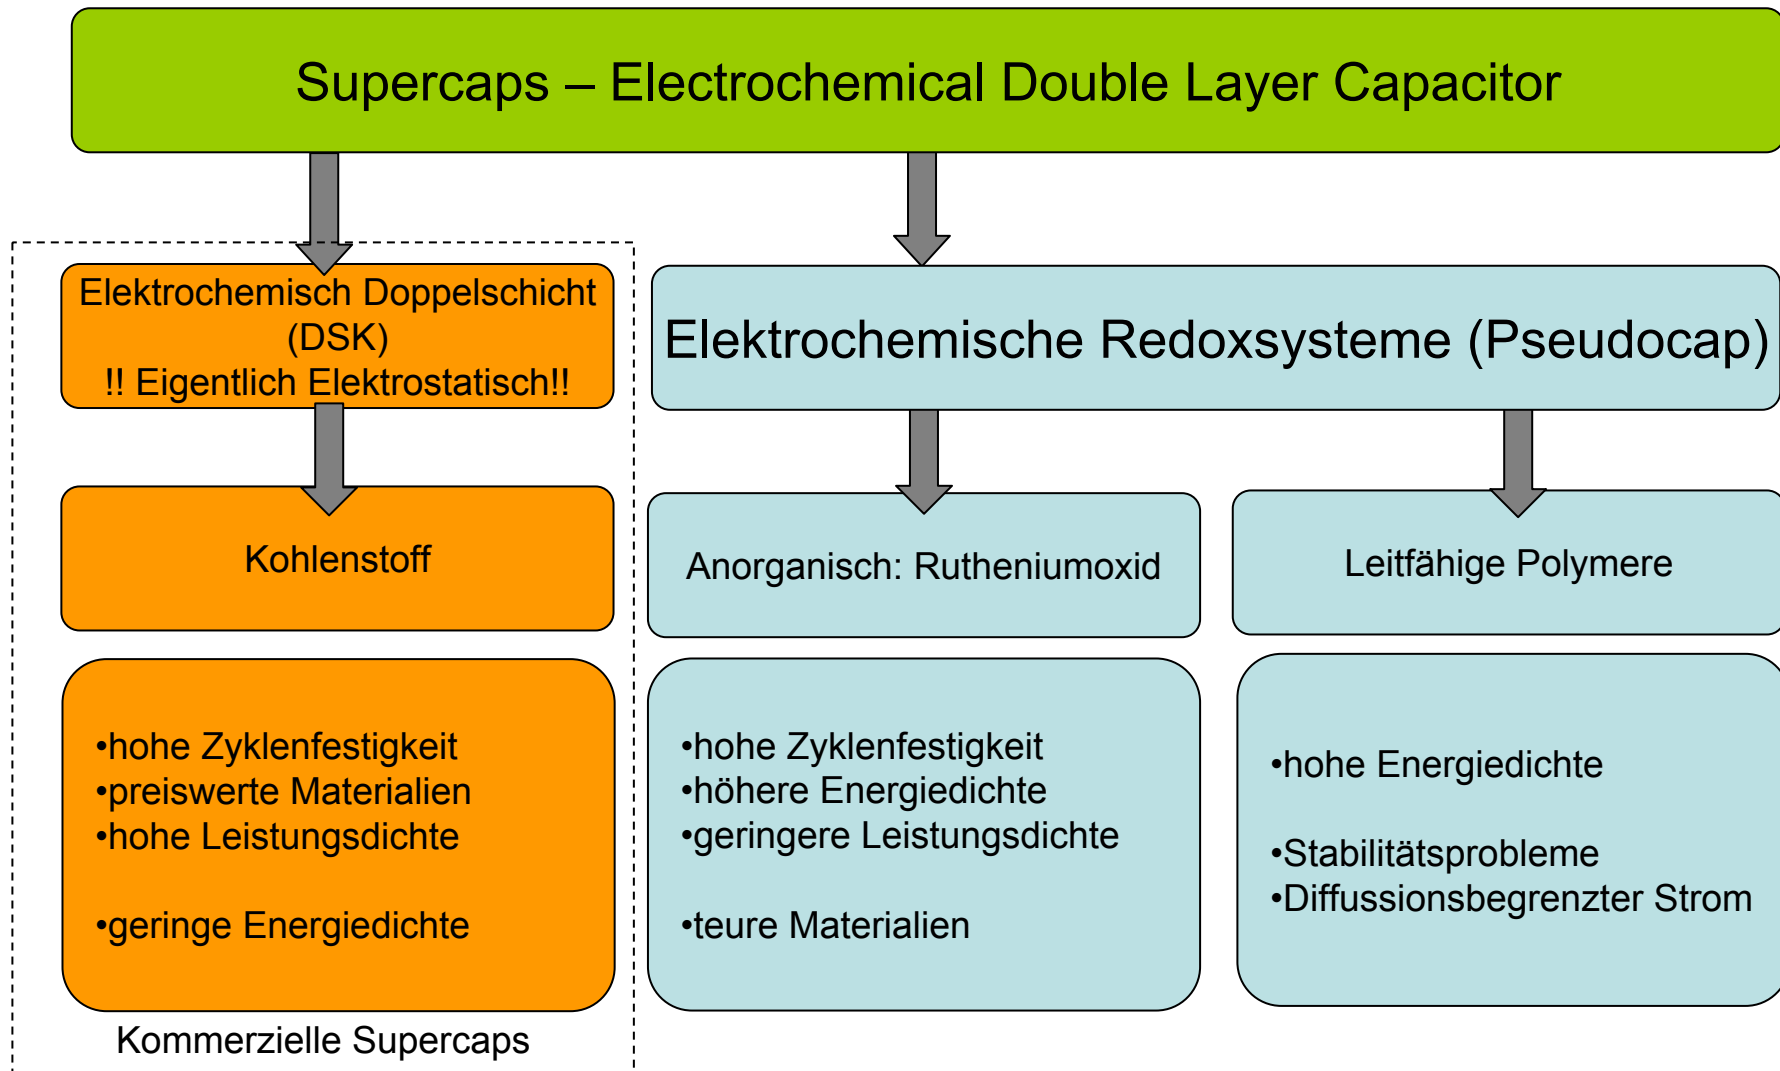 Supercaps – Electrochemical Double Layer Capacitor
Elektrochemisch Doppelschicht
(DSK)
!! Eigentlich Elektrostatisch!!
Elektrochemische Redoxsysteme (Pseudocap)
Kohlenstoff
Anorganisch: Rutheniumoxid
Leitfähige Polymere
•hohe Zyklenfestigkeit
•preiswerte Materialien
•hohe Leistungsdichte
•geringe Energiedichte
•hohe Zyklenfestigkeit
•höhere Energiedichte
•geringere Leistungsdichte
•teure Materialien
•hohe Energiedichte
•Stabilitätsprobleme
•Diffussionsbegrenzter Strom
Kommerzielle Supercaps